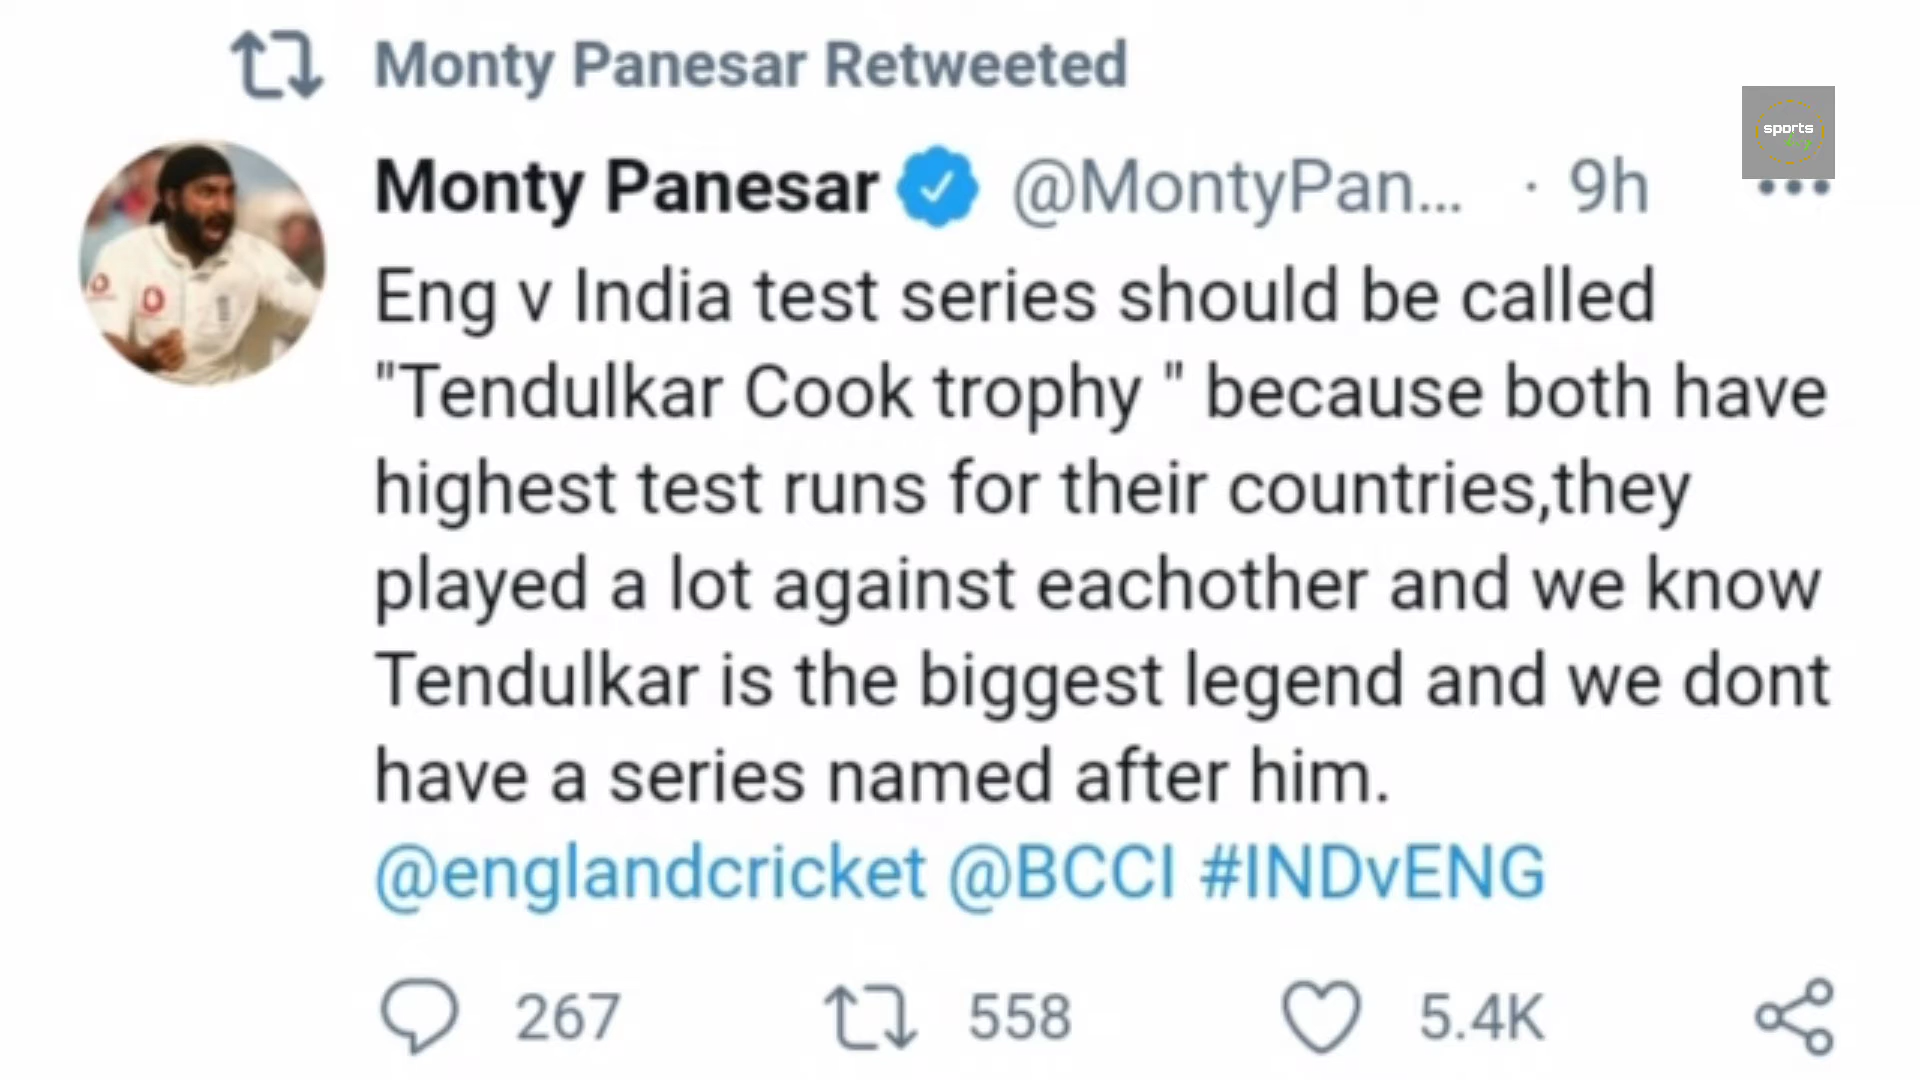 Monty Panesar Retweeted
sports
Monty Panesar @MontyPan... · 9h
Eng v India test series should be called
"Tendulkar Cook trophy " because both have
highest test runs for their countries,they
played a lot against eachother and we know
Tendulkar is the biggest legend and we dont
have a series named after him.
@englandcricket @BCCI #INDvENG
267 558 5.4K